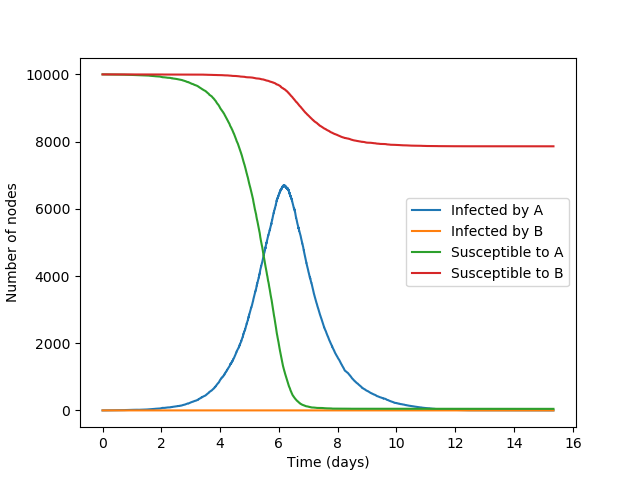 10000
8000
6000
4000
2000
0
Number of nodes
Infected by A
Infected by B
Susceptible to A
Susceptible to B
0 2 4 6 8 10 12 14 16
Time (days)